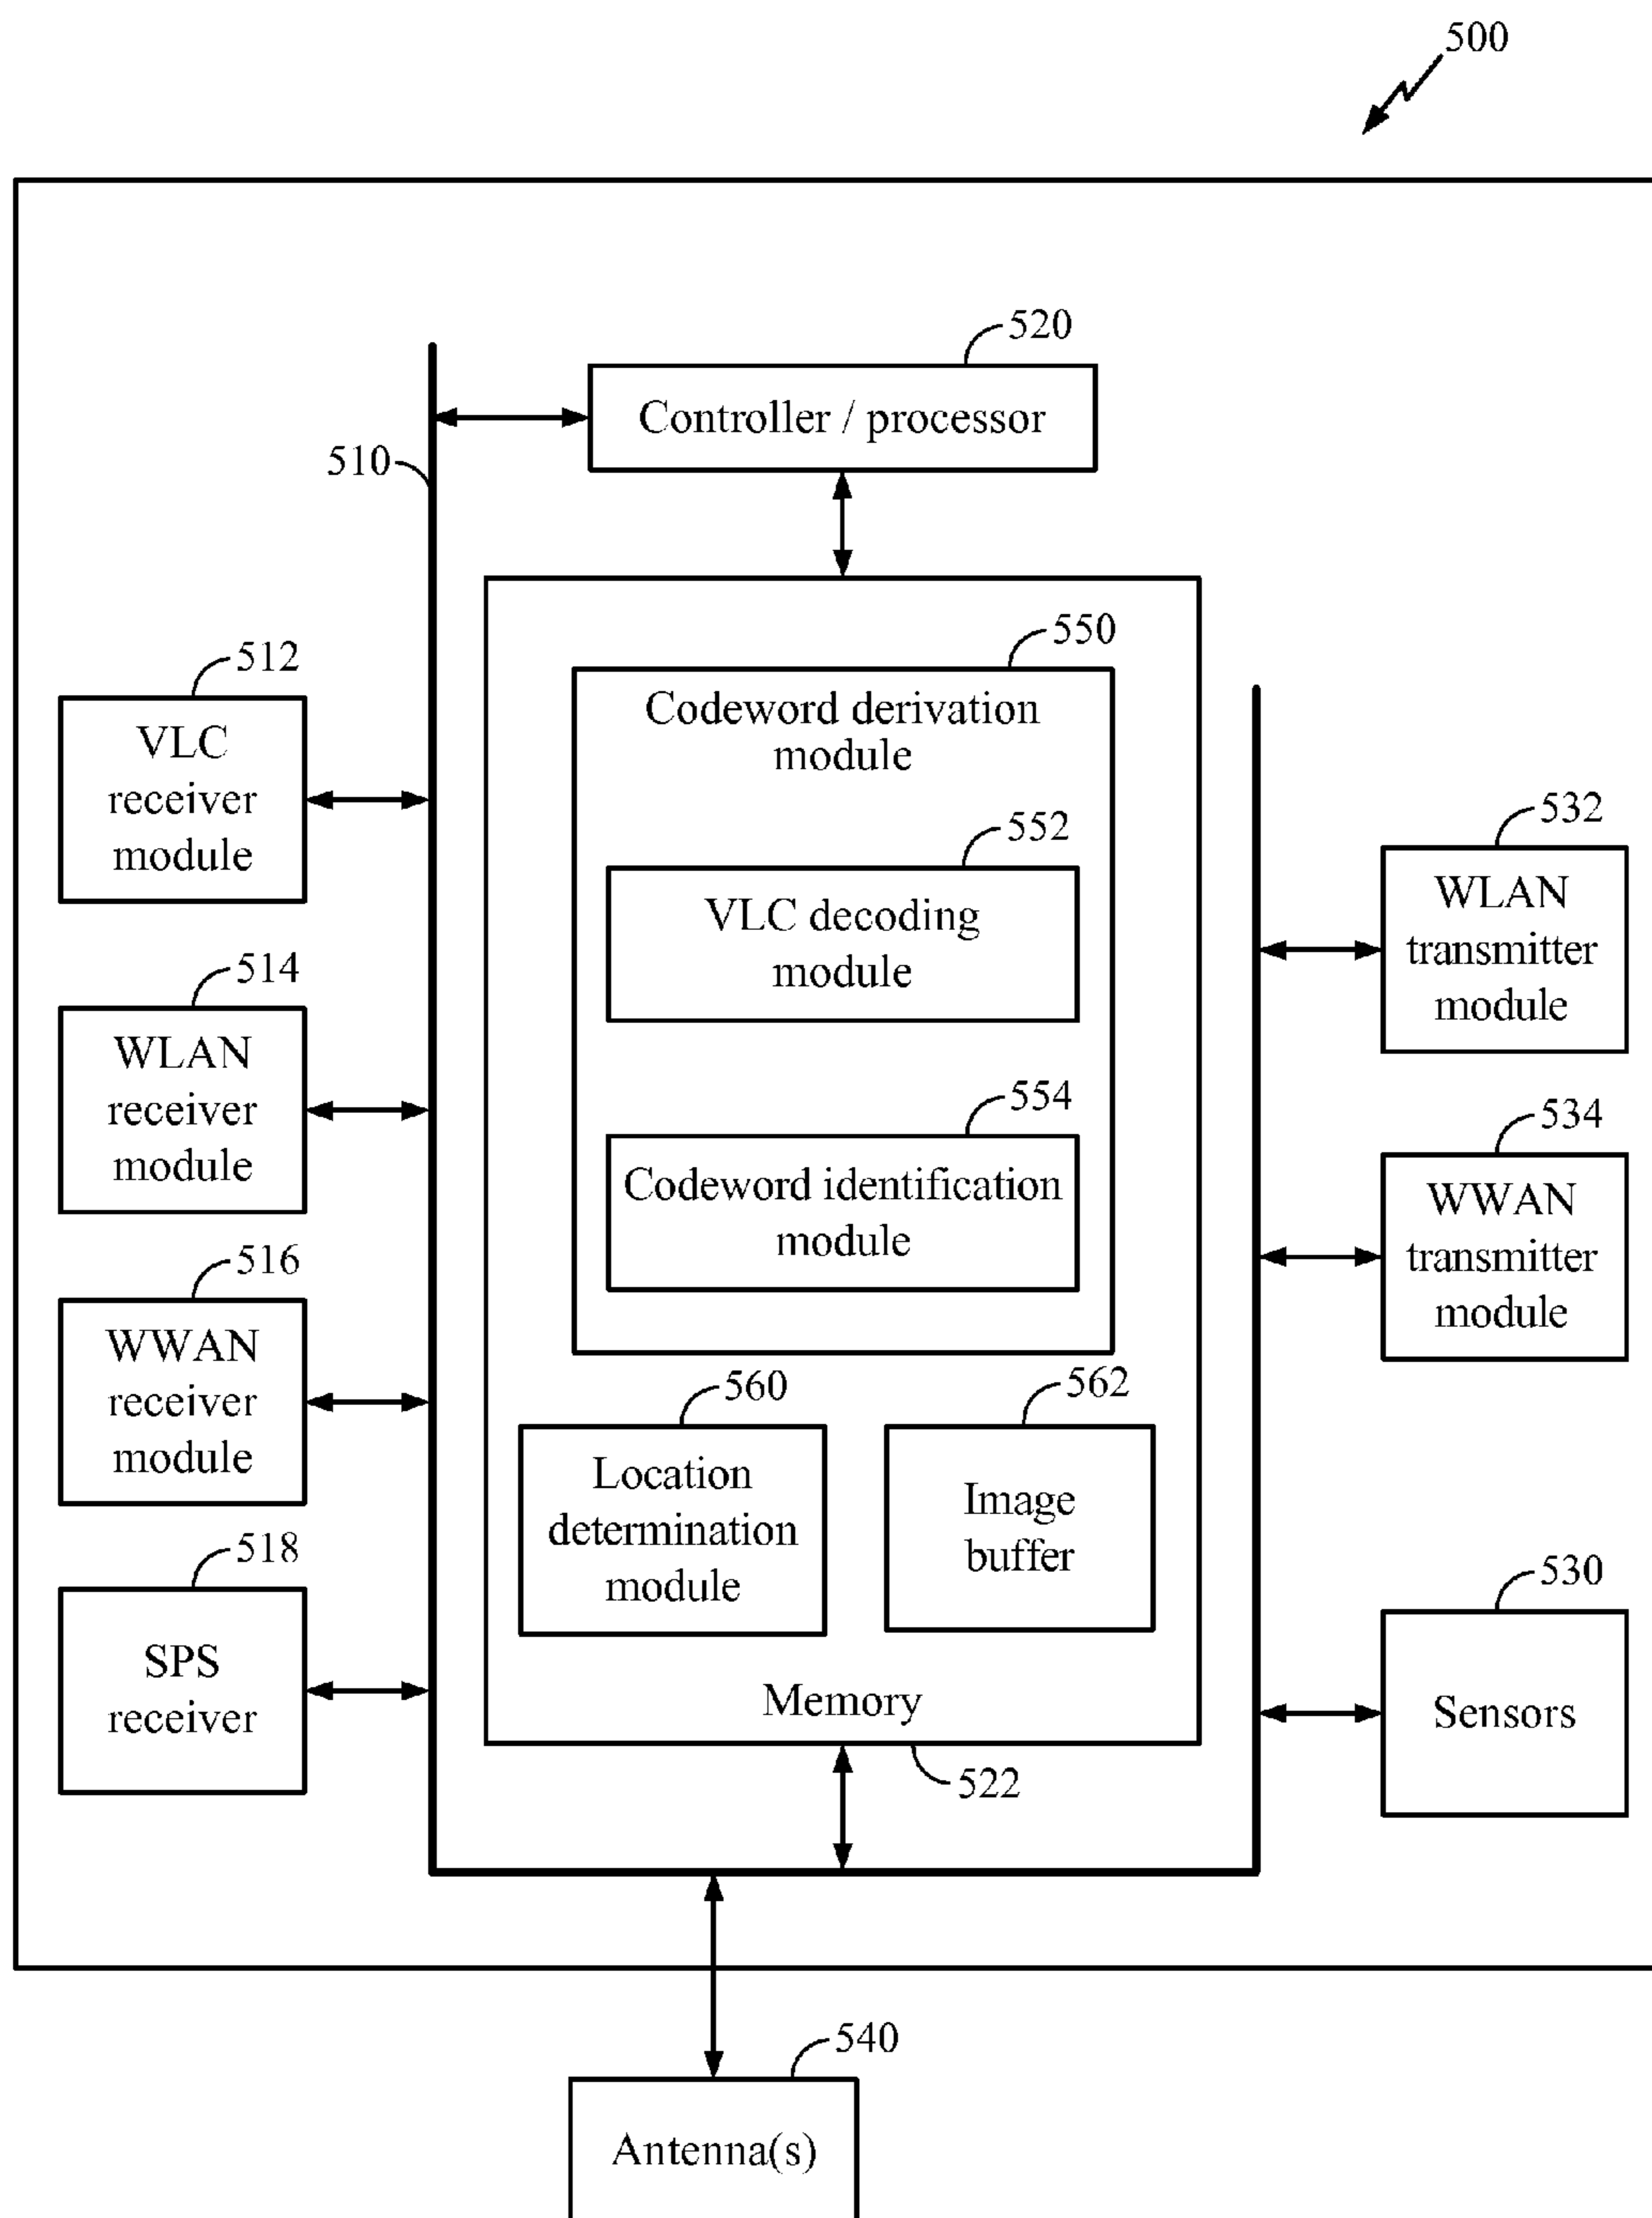 500
520
Controller / processor
510
550
Codeword derivation
module
512
VLC
receiver
module
552
VLC decoding
module
532
WLAN
transmitter
module
514
WLAN
receiver
module
554
Codeword identification
module
534
WWAN
transmitter
module
516
WWAN
receiver
module
560
Location
determination
module
562
Image
buffer
518
SPS
receiver
530
Sensors
Memory
522
540
Antenna(s)